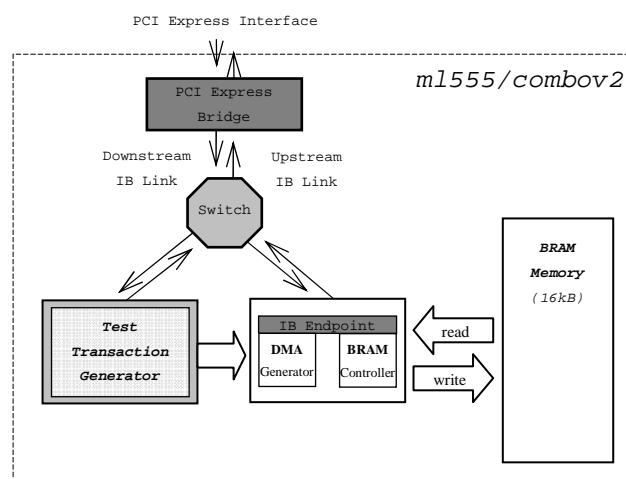 PCI Express Interface
ml555/combov2
PCI Express
Bridge
Downstream
IB Link
Upstream
IB Link
Switch
BRAM
Memory
(16kB)
Test
Transaction
Generator
IB Endpoint
DMA
Generator
BRAM
Controller
read
write